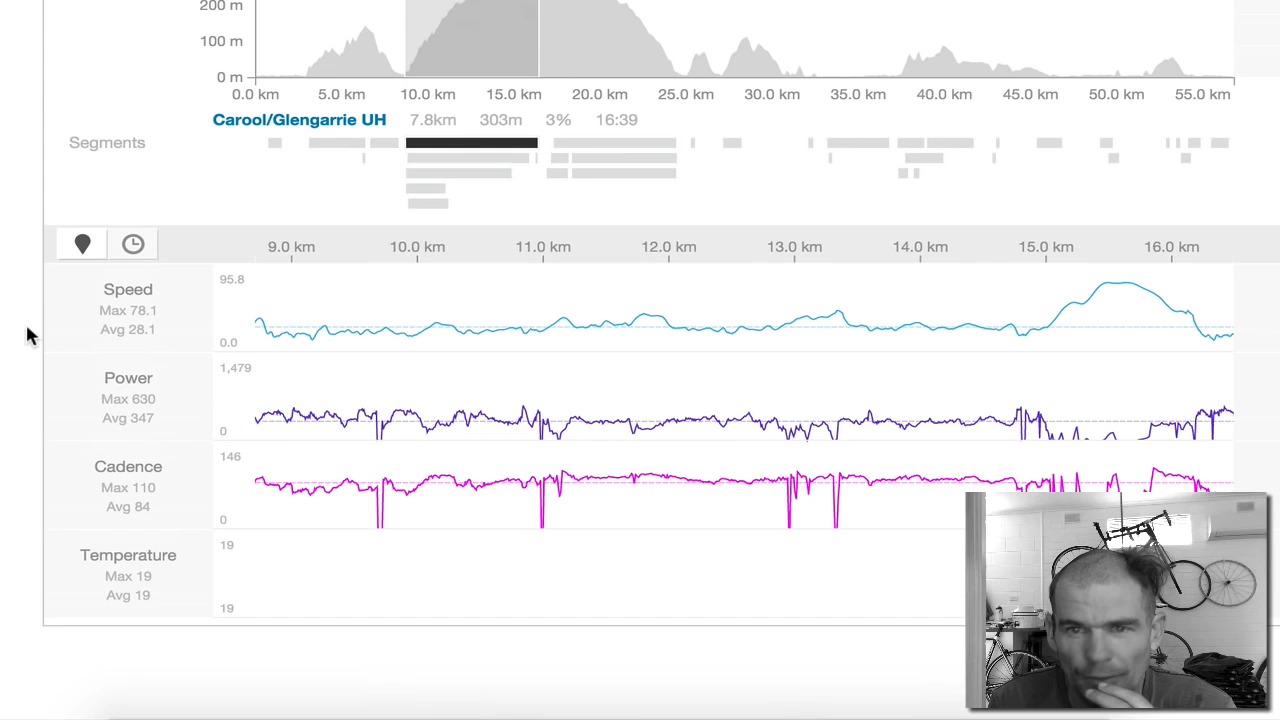 200 m
100 m
0 m
0.0 km 5.0 km 10.0 km 15.0 km 20.0 km 25.0 km 30.0 km 35.0 km 40.0 km 45.0 km 50.0 km 55.0 km
Carool/Glengarrie UH 7.8km 303m 3% 16:39
Segments
9.0 km 10.0 km 11.0 km 12.0 km 13.0 km 14.0 km 15.0 km 16.0 km
95.8
Speed
Max 78.1
Avg 28.1
0.0
1,479
Power
Max 630
Avg 347
0
146
Cadence
Max 110
Avg 84
0
19
Temperature
Max 19
Avg 19
19